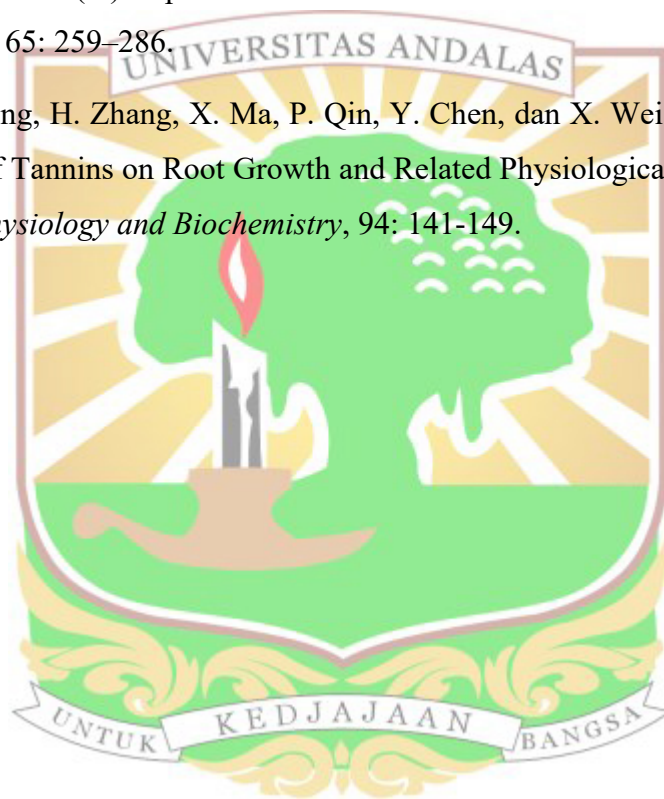 65: 259–286.
UNIVERSITAS ANDALAS
ng, H. Zhang, X. Ma, P. Qin, Y. Chen, dan X. Wei
f Tannins on Root Growth and Related Physiologica
ysiology and Biochemistry, 94: 141-149.
UNTUK KEDJAJAAN BANGSA